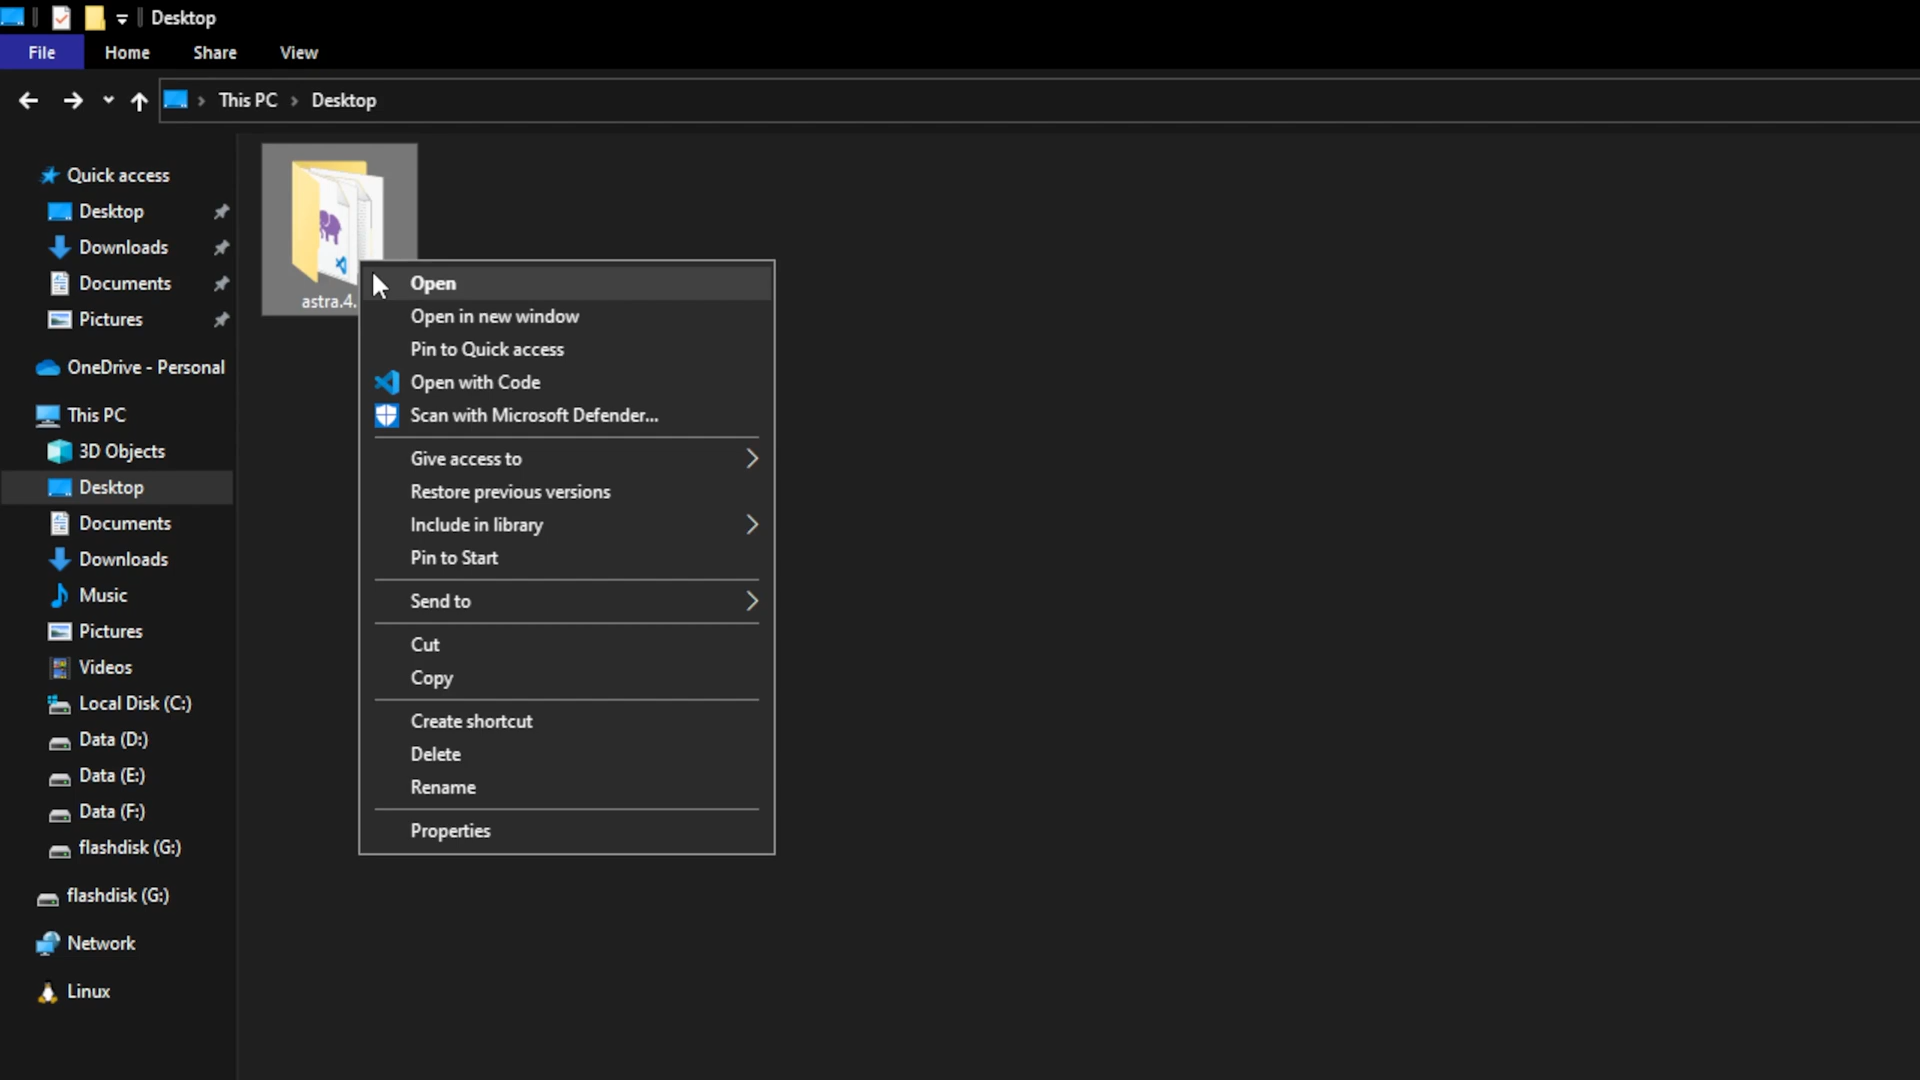 Desktop
File Home Share View
This PC Desktop
Quick access
Desktop
Downloads
Documents
Pictures
OneDrive - Personal
This PC
3D Objects
Desktop
Documents
Downloads
Music
Pictures
Videos
Local Disk (C:)
Data (D:)
Data (E:)
Data (F:)
flashdisk (G:)
flashdisk (G:)
Network
Linux
astra.4.
Open
Open in new window
Pin to Quick access
Open with Code
Scan with Microsoft Defender...
Give access to
Restore previous versions
Include in library
Pin to Start
Send to
Cut
Copy
Create shortcut
Delete
Rename
Properties